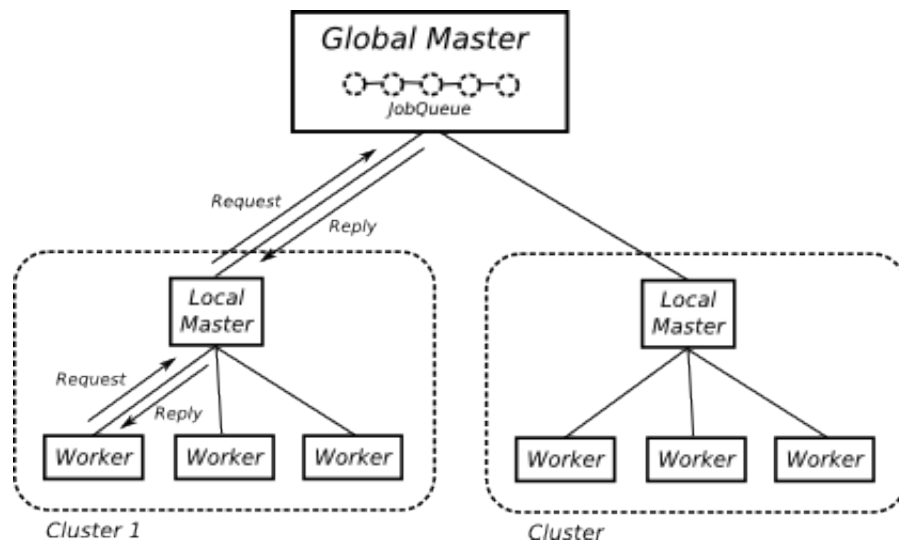 Global Master
JobQueue
Request
Reply
Local
Master
Local
Master
Request
Reply
Worker
Worker
Worker
Worker
Worker
Worker
Cluster 1
Cluster